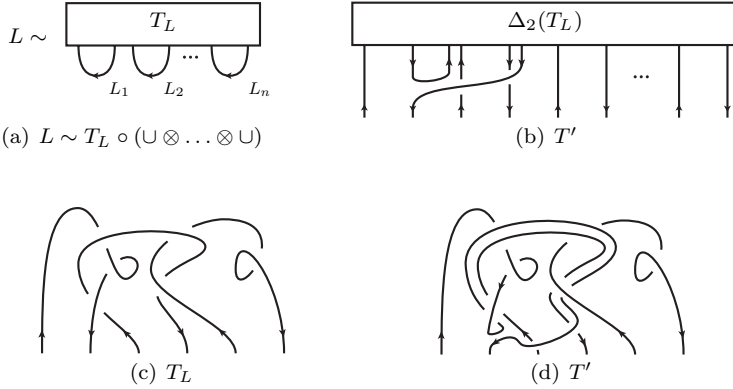 L ∼
T_L
...
L_1 L_2 L_n
(a) L ∼ T_L ∘ (∪ ⊗ … ⊗ ∪)
Δ_2(T_L)
...
(b) T′
(c) T_L
(d) T′